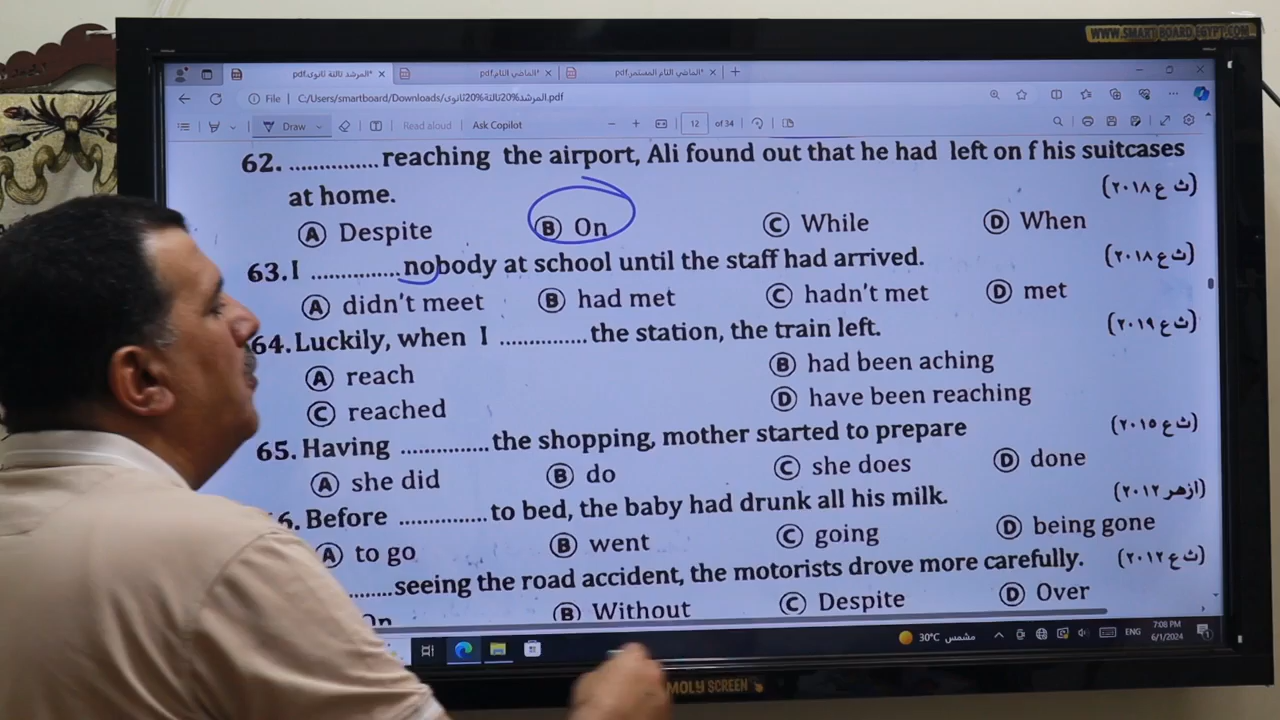 WWW.SMARTBOARDEGYPT.COM
*المرشد ثالثة ثانوى.pdf
*الماضي التام.pdf
*الماضي التام المستمر.pdf
File C:/Users/smartboard/Downloads/المرشد%20ثالثة%20ثانوى.pdf
Draw Read aloud Ask Copilot 12 of 34
62. ............... reaching the airport, Ali found out that he had left on f his suitcases
at home. (ث ع ٢٠١٨)
A Despite B On C While D When
63. I ............... nobody at school until the staff had arrived. (ث ع ٢٠١٨)
A didn't meet B had met C hadn't met D met
64. Luckily, when I ............... the station, the train left. (ث ع ٢٠١٩)
A reach B had been aching
C reached D have been reaching
65. Having ............... the shopping, mother started to prepare (ث ع ٢٠١٥)
A she did B do C she does D done
6. Before ............... to bed, the baby had drunk all his milk. (ازهر ٢٠١٢)
A to go B went C going D being gone
........ seeing the road accident, the motorists drove more carefully. (ث ع ٢٠١٢)
On B Without C Despite D Over
30°C مشمس ENG 7:08 PM
6/1/2024
MOLY SCREEN